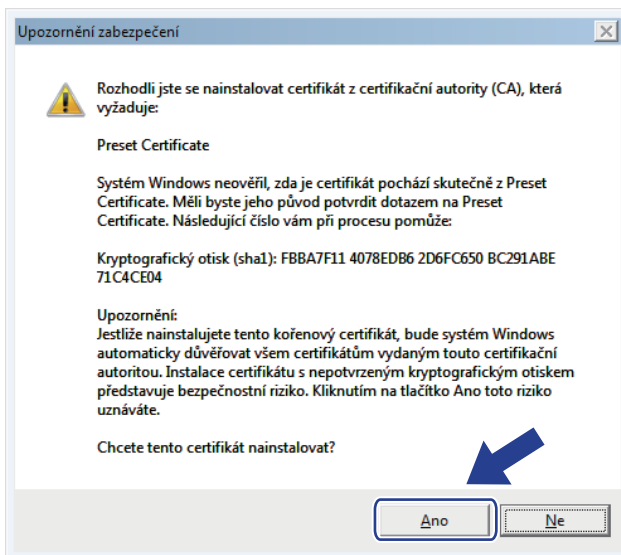 Upozornění zabezpečení
Rozhodli jste se nainstalovat certifikát z certifikační autority (CA), která
vyžaduje:
Preset Certificate
Systém Windows neověřil, zda je certifikát pochází skutečně z Preset
Certificate. Měli byste jeho původ potvrdit dotazem na Preset
Certificate. Následující číslo vám při procesu pomůže:
Kryptografický otisk (sha1): FBBA7F11 4078EDB6 2D6FC650 BC291ABE
71C4CE04
Upozornění:
Jestliže nainstalujete tento kořenový certifikát, bude systém Windows
automaticky důvěřovat všem certifikátům vydaným touto certifikační
autoritou. Instalace certifikátu s nepotvrzeným kryptografickým otiskem
představuje bezpečnostní riziko. Kliknutím na tlačítko Ano toto riziko
uznáváte.
Chcete tento certifikát nainstalovat?
Ano Ne